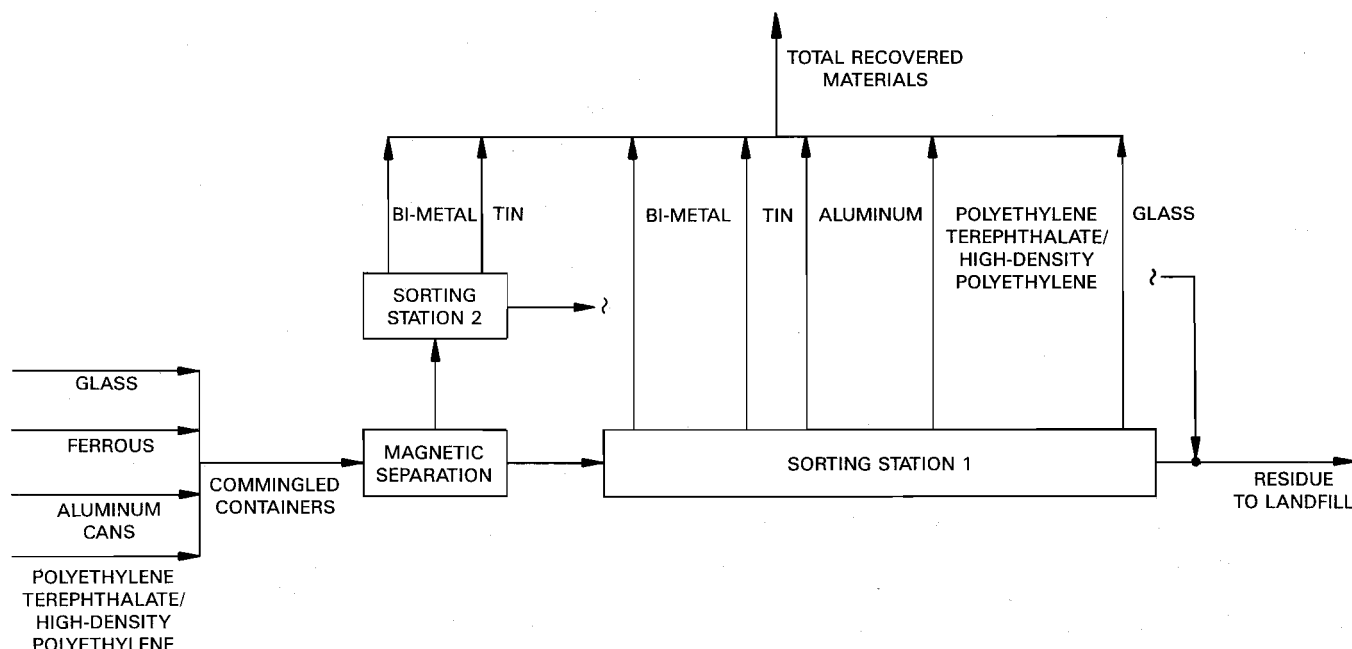 TOTAL RECOVERED
MATERIALS
BI-METAL
TIN
BI-METAL
TIN
ALUMINUM
POLYETHYLENE
TEREPHTHALATE/
HIGH-DENSITY
POLYETHYLENE
GLASS
SORTING
STATION 2
GLASS
FERROUS
ALUMINUM
CANS
POLYETHYLENE
TEREPHTHALATE/
HIGH-DENSITY
POLYETHYLENE
COMMINGLED
CONTAINERS
MAGNETIC
SEPARATION
SORTING STATION 1
RESIDUE
TO LANDFILL